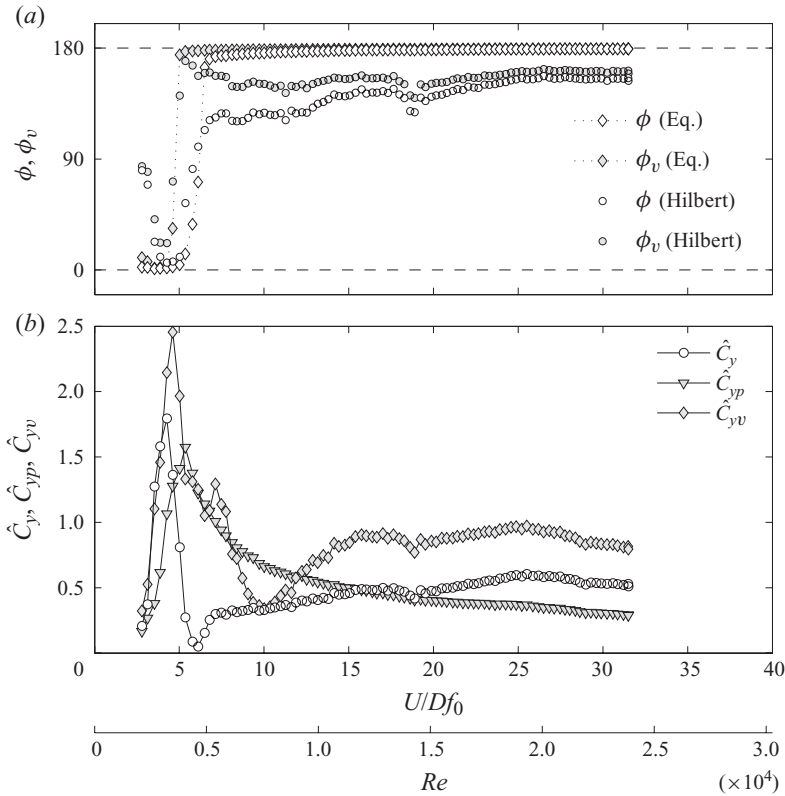 (a)
180
90
0
ϕ, ϕ_v
ϕ (Eq.)
ϕ_v (Eq.)
ϕ (Hilbert)
ϕ_v (Hilbert)
(b)
2.5
2.0
1.5
1.0
0.5
0
Ĉ_y, Ĉ_yp, Ĉ_yv
Ĉ_y
Ĉ_yp
Ĉ_yv
0 5 10 15 20 25 30 35 40
U/Df_0
0 0.5 1.0 1.5 2.0 2.5 3.0
Re (×10^4)